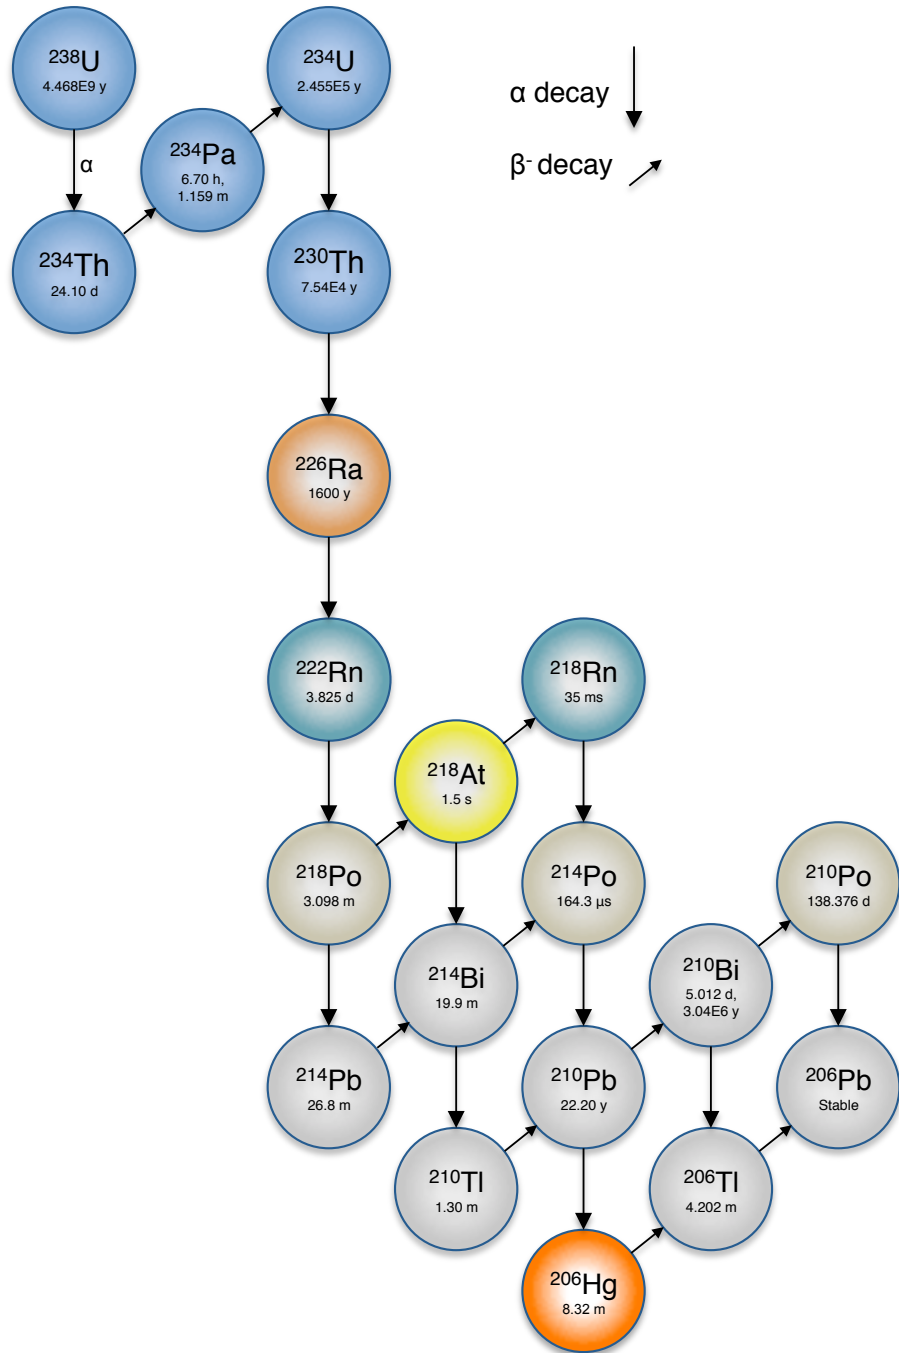 ²³⁸U
4.468E9 y
²³⁴U
2.455E5 y
α decay
β⁻ decay
α
²³⁴Pa
6.70 h,
1.159 m
²³⁴Th
24.10 d
²³⁰Th
7.54E4 y
²²⁶Ra
1600 y
²²²Rn
3.825 d
²¹⁸Rn
35 ms
²¹⁸At
1.5 s
²¹⁸Po
3.098 m
²¹⁴Po
164.3 µs
²¹⁰Po
138.376 d
²¹⁴Bi
19.9 m
²¹⁰Bi
5.012 d,
3.04E6 y
²¹⁴Pb
26.8 m
²¹⁰Pb
22.20 y
²⁰⁶Pb
Stable
²¹⁰Tl
1.30 m
²⁰⁶Tl
4.202 m
²⁰⁶Hg
8.32 m